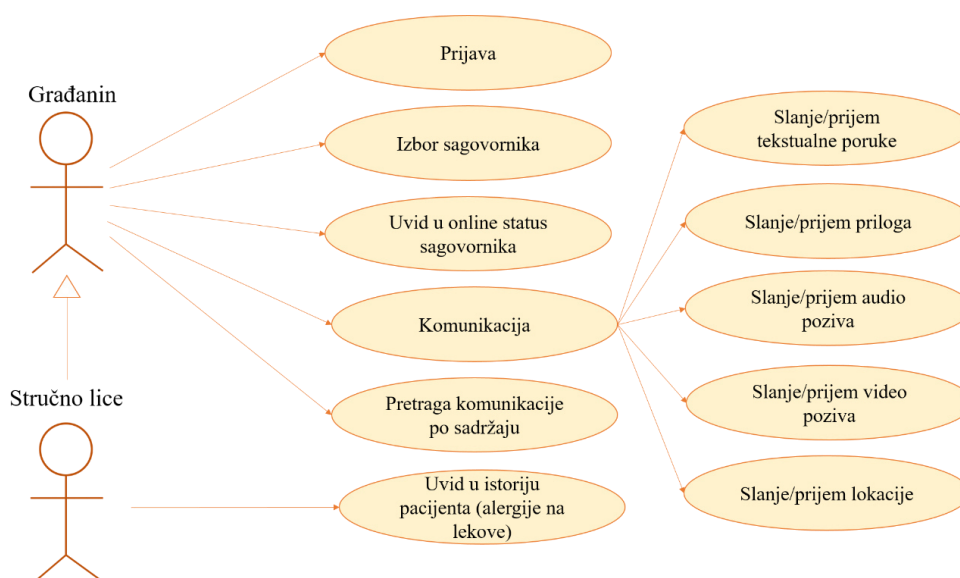 Građanin
Stručno lice
Prijava
Izbor sagovornika
Uvid u online status
sagovornika
Komunikacija
Pretraga komunikacije
po sadržaju
Uvid u istoriju
pacijenta (alergije na
lekove)
Slanje/prijem
tekstualne poruke
Slanje/prijem priloga
Slanje/prijem audio
poziva
Slanje/prijem video
poziva
Slanje/prijem lokacije